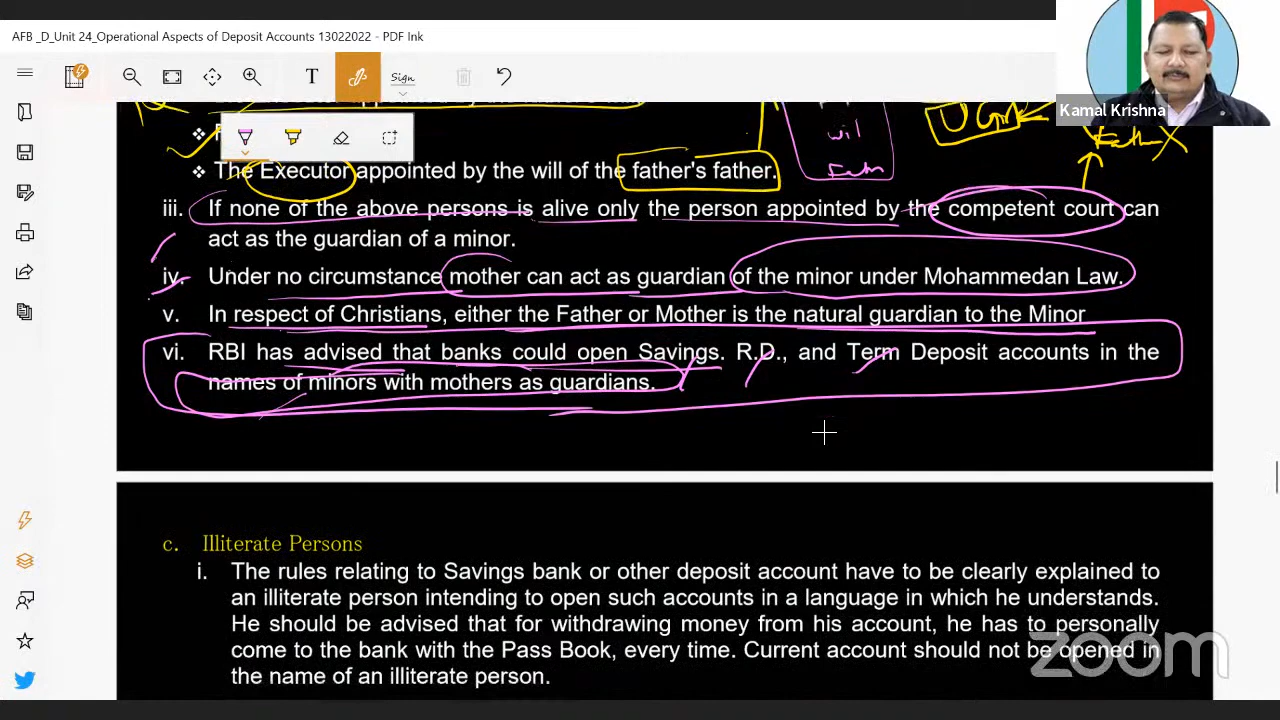 AFB _D_Unit 24_Operational Aspects of Deposit Accounts 13022022 - PDF Ink
Kamal Krishna
T
Sign
wil
❖ The Executor appointed by the will of the father's father.
iii. If none of the above persons is alive only the person appointed by the competent court can
act as the guardian of a minor.
iv. Under no circumstance mother can act as guardian of the minor under Mohammedan Law.
v. In respect of Christians, either the Father or Mother is the natural guardian to the Minor
vi. RBI has advised that banks could open Savings. R.D., and Term Deposit accounts in the
names of minors with mothers as guardians.
c. Illiterate Persons
i. The rules relating to Savings bank or other deposit account have to be clearly explained to
an illiterate person intending to open such accounts in a language in which he understands.
He should be advised that for withdrawing money from his account, he has to personally
come to the bank with the Pass Book, every time. Current account should not be opened in
the name of an illiterate person.
zoom